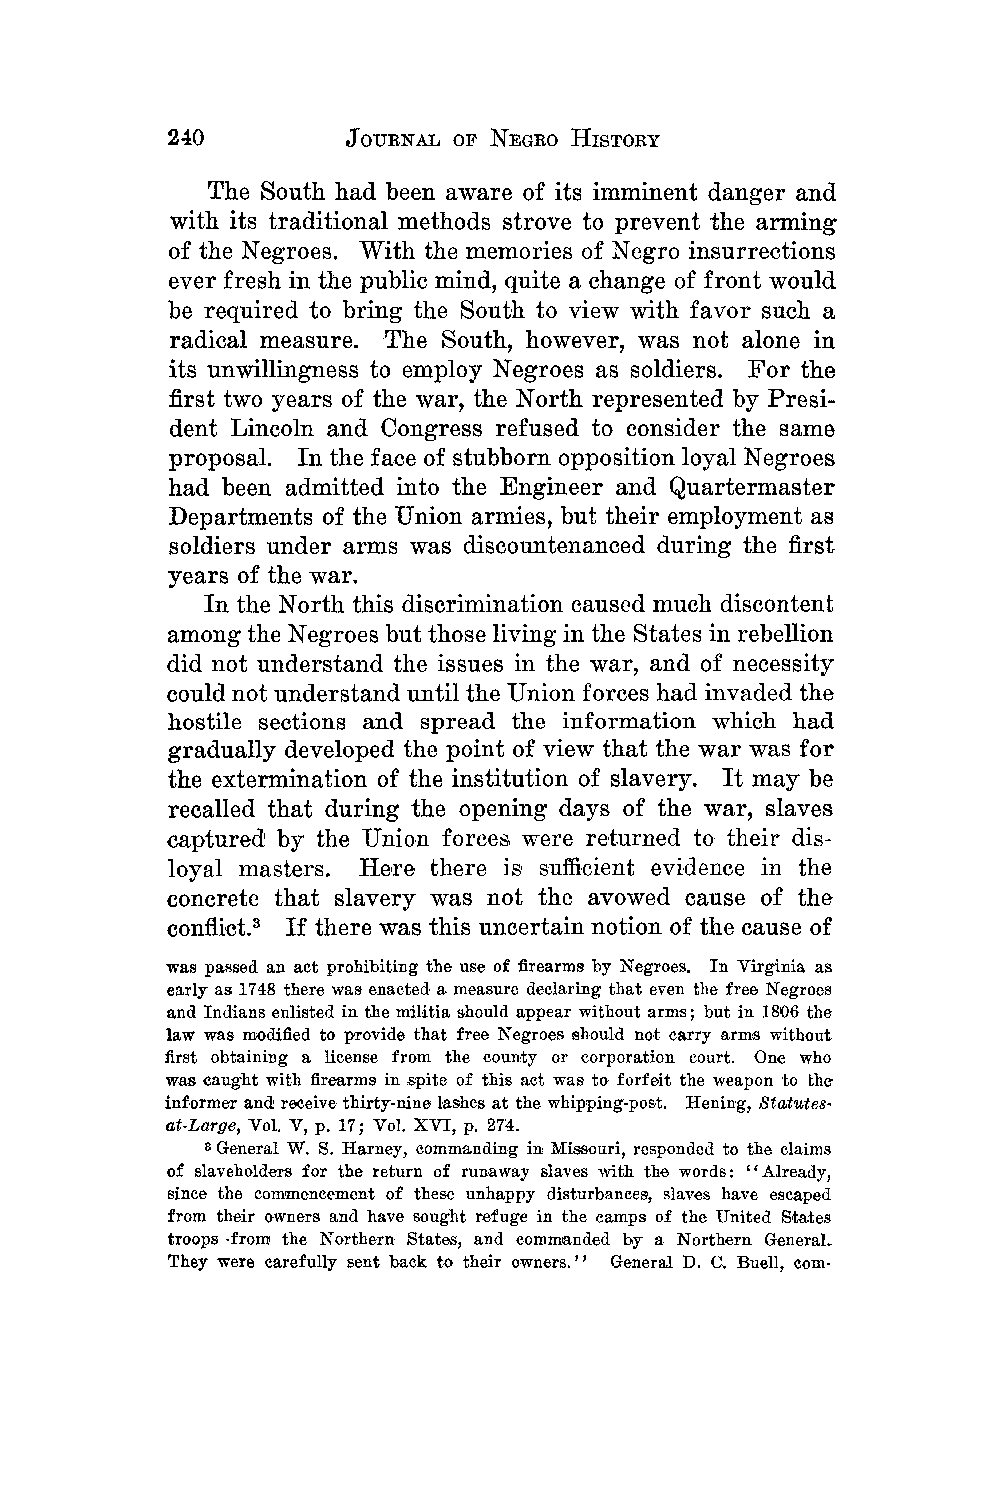 240 JOURNAL OF NEGRO HISTORY
The South had been aware of its imminent danger and
with its traditional methods strove to prevent the arming
of the Negroes. With the memories of Negro insurrections
ever fresh in the public mind, quite a change of front would
be required to bring the South to view with favor such a
radical measure. The South, however, was not alone in
its unwillingness to employ Negroes as soldiers. For the
first two years of the war, the North represented by Presi-
dent Lincoln and Congress refused to consider the same
proposal. In the face of stubborn opposition loyal Negroes
had been admitted into the Engineer and Quartermaster
Departments of the Union armies, but their employment as
soldiers under arms was discountenanced during the first
years of the war.
In the North this discrimination caused much discontent
among the Negroes but those living in the States in rebellion
did not understand the issues in the war, and of necessity
could not understand until the Union forces had invaded the
hostile sections and spread the information which had
gradually developed the point of view that the war was for
the extermination of the institution of slavery. It may be
recalled that during the opening days of the war, slaves
captured by the Union forces were returned to their dis-
loyal masters. Here there is sufficient evidence in the
concrete that slavery was not the avowed cause of the
conflict.³ If there was this uncertain notion of the cause of
was passed an act prohibiting the use of firearms by Negroes. In Virginia as
early as 1748 there was enacted a measure declaring that even the free Negroes
and Indians enlisted in the militia should appear without arms; but in 1806 the
law was modified to provide that free Negroes should not carry arms without
first obtaining a license from the county or corporation court. One who
was caught with firearms in spite of this act was to forfeit the weapon to the
informer and receive thirty-nine lashes at the whipping-post. Hening, Statutes-
at-Large, Vol. V, p. 17; Vol. XVI, p. 274.
³ General W. S. Harney, commanding in Missouri, responded to the claims
of slaveholders for the return of runaway slaves with the words: "Already,
since the commencement of these unhappy disturbances, slaves have escaped
from their owners and have sought refuge in the camps of the United States
troops from the Northern States, and commanded by a Northern General.
They were carefully sent back to their owners." General D. C. Buell, com-